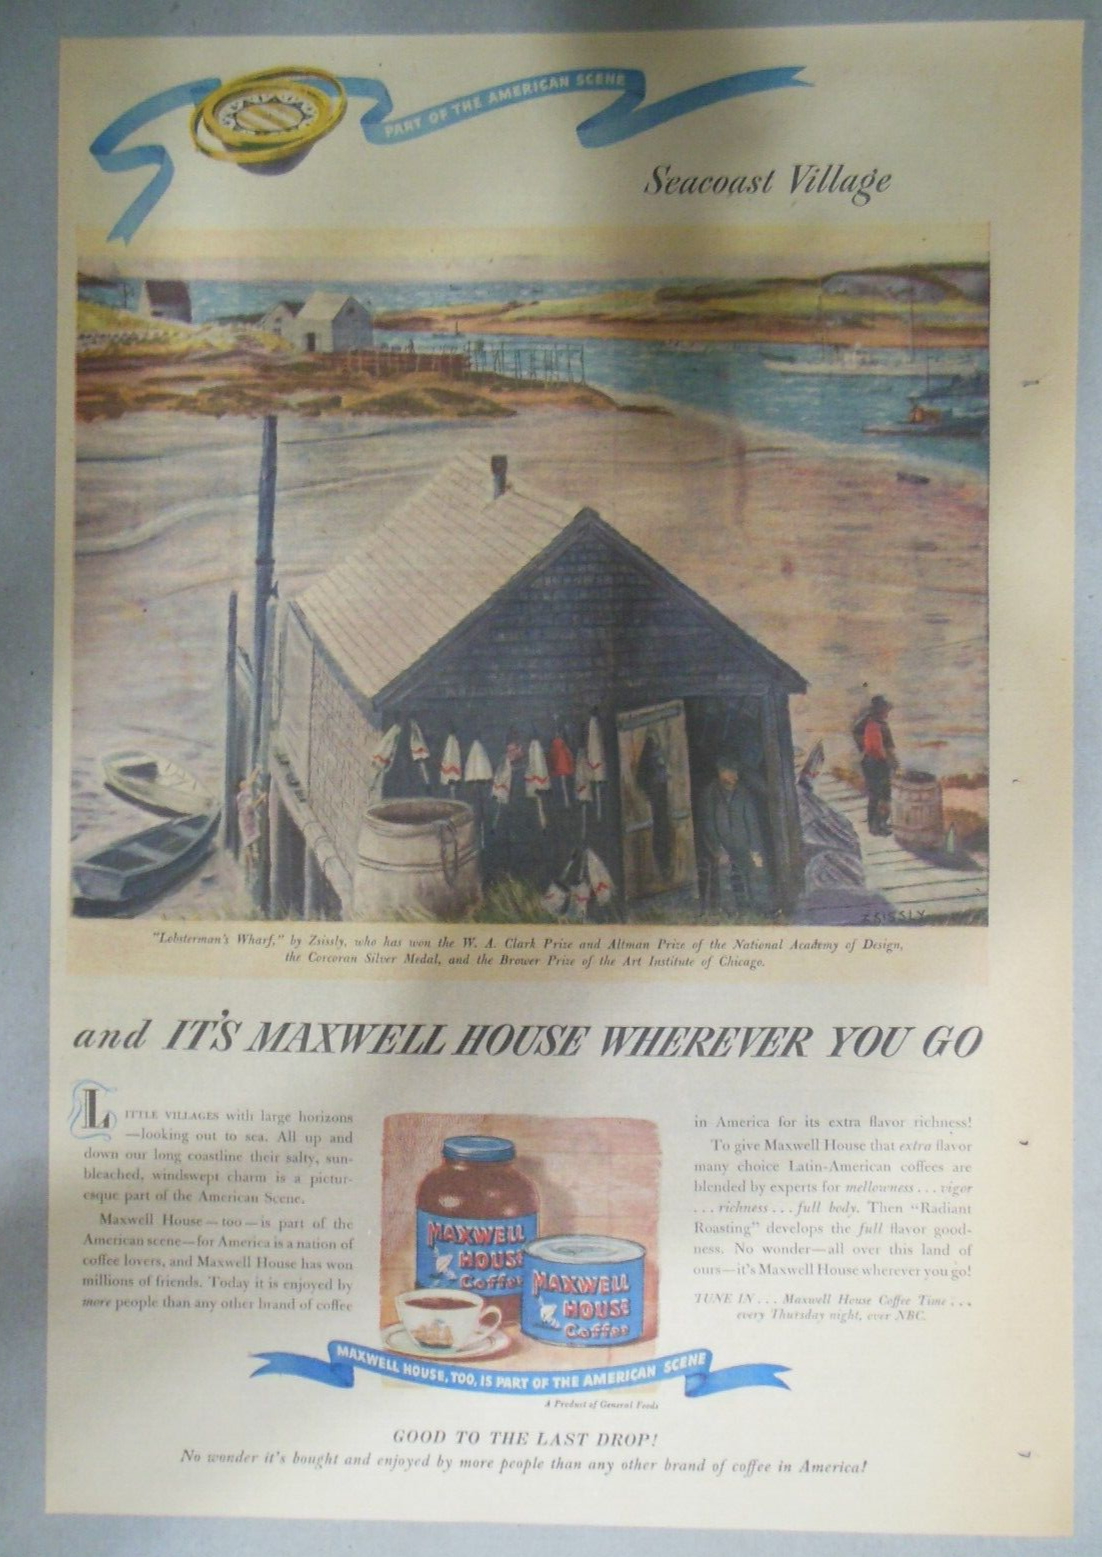 PART OF THE AMERICAN SCENE
Seacoast Village
ZSISSLY
"Lobsterman's Wharf," by Zsissly, who has won the W. A. Clark Prize and Altman Prize of the National Academy of Design,
the Corcoran Silver Medal, and the Brower Prize of the Art Institute of Chicago.
and IT'S MAXWELL HOUSE WHEREVER YOU GO
LITTLE VILLAGES with large horizons
—looking out to sea. All up and
down our long coastline their salty, sun-
bleached, windswept charm is a pictur-
esque part of the American Scene.
Maxwell House—too—is part of the
American scene—for America is a nation of
coffee lovers, and Maxwell House has won
millions of friends. Today it is enjoyed by
more people than any other brand of coffee
in America for its extra flavor richness!
To give Maxwell House that extra flavor
many choice Latin-American coffees are
blended by experts for mellowness . . . vigor
. . . richness . . . full body. Then "Radiant
Roasting" develops the full flavor good-
ness. No wonder—all over this land of
ours—it's Maxwell House wherever you go!
TUNE IN . . . Maxwell House Coffee Time . . .
every Thursday night, over NBC.
MAXWELL
HOUSE
Coffee
MAXWELL
HOUSE
Coffee
MAXWELL HOUSE, TOO, IS PART OF THE AMERICAN SCENE
A Product of General Foods
GOOD TO THE LAST DROP!
No wonder it's bought and enjoyed by more people than any other brand of coffee in America!